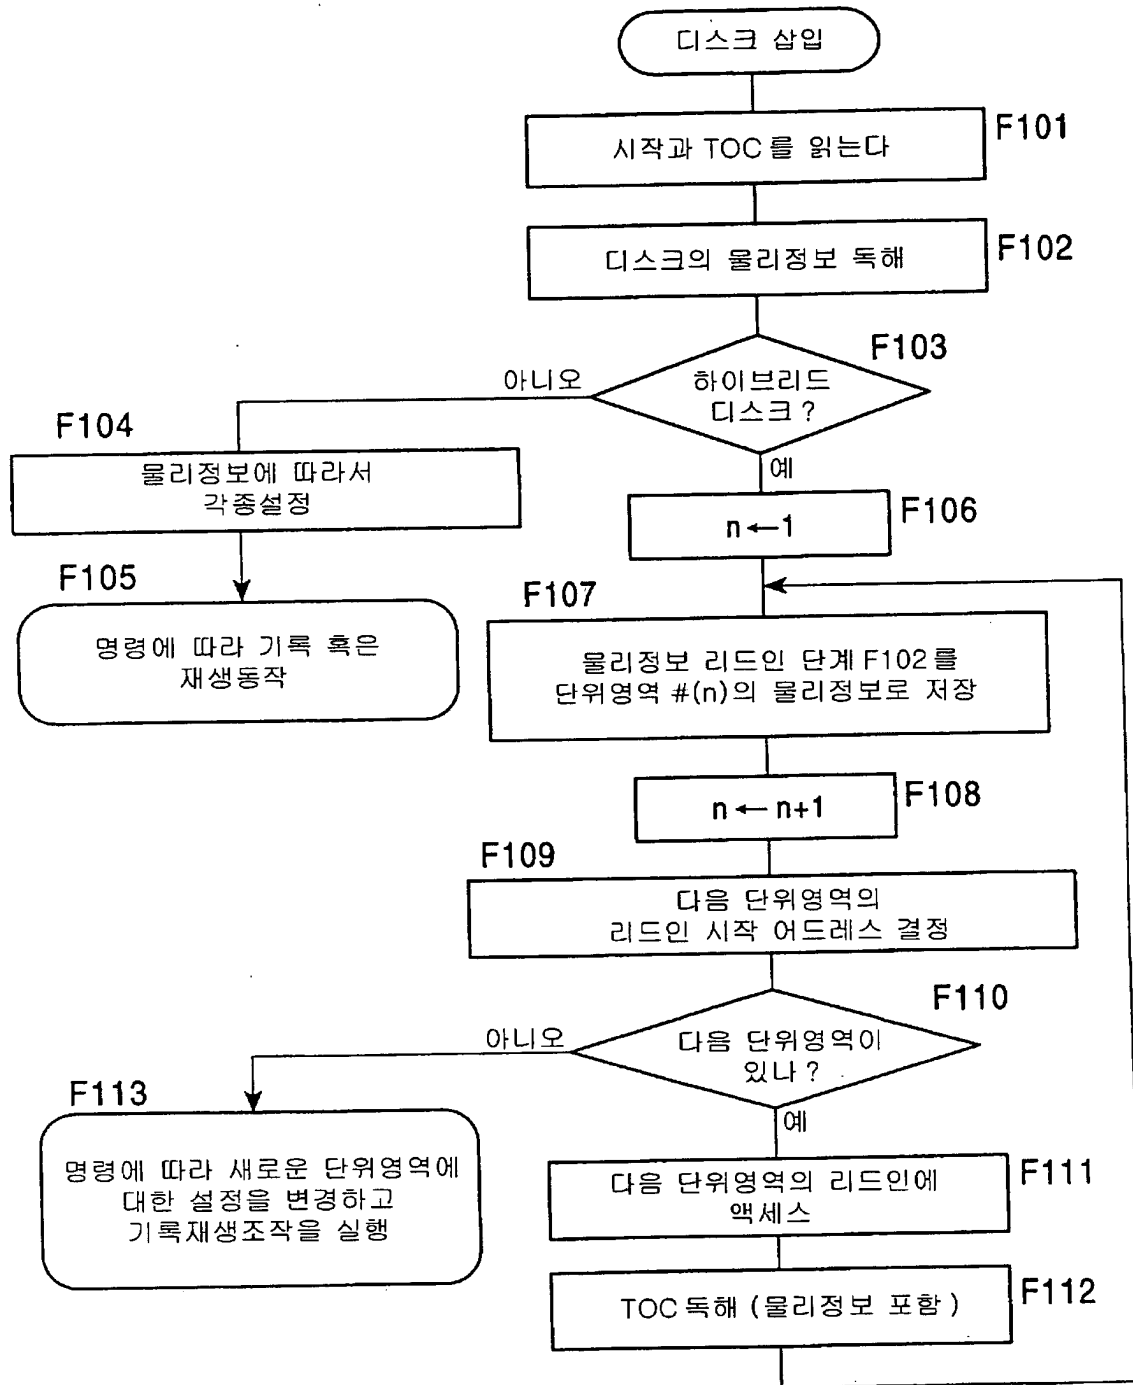 디스크 삽입
F101
시작과 TOC를 읽는다
F102
디스크의 물리정보 독해
F103
하이브리드
디스크?
아니오
예
F104
물리정보에 따라서
각종설정
F105
명령에 따라 기록 혹은
재생동작
F106
n←1
F107
물리정보 리드인 단계 F102를
단위영역 #(n)의 물리정보로 저장
F108
n←n+1
F109
다음 단위영역의
리드인 시작 어드레스 결정
F110
다음 단위영역이
있나?
아니오
예
F113
명령에 따라 새로운 단위영역에
대한 설정을 변경하고
기록재생조작을 실행
F111
다음 단위영역의 리드인에
액세스
F112
TOC 독해 (물리정보 포함)